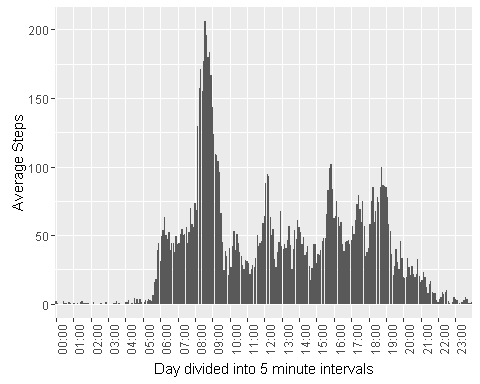 200
150
100
50
0
Average Steps
00:00 01:00 02:00 03:00 04:00 05:00 06:00 07:00 08:00 09:00 10:00 11:00 12:00 13:00 14:00 15:00 16:00 17:00 18:00 19:00 20:00 21:00 22:00 23:00
Day divided into 5 minute intervals